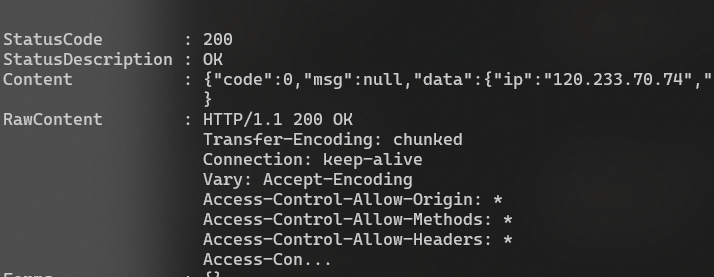 StatusCode        : 200
StatusDescription : OK
Content           : {"code":0,"msg":null,"data":{"ip":"120.233.70.74","
                    }
RawContent        : HTTP/1.1 200 OK
                    Transfer-Encoding: chunked
                    Connection: keep-alive
                    Vary: Accept-Encoding
                    Access-Control-Allow-Origin: *
                    Access-Control-Allow-Methods: *
                    Access-Control-Allow-Headers: *
                    Access-Con...
Forms             : {}